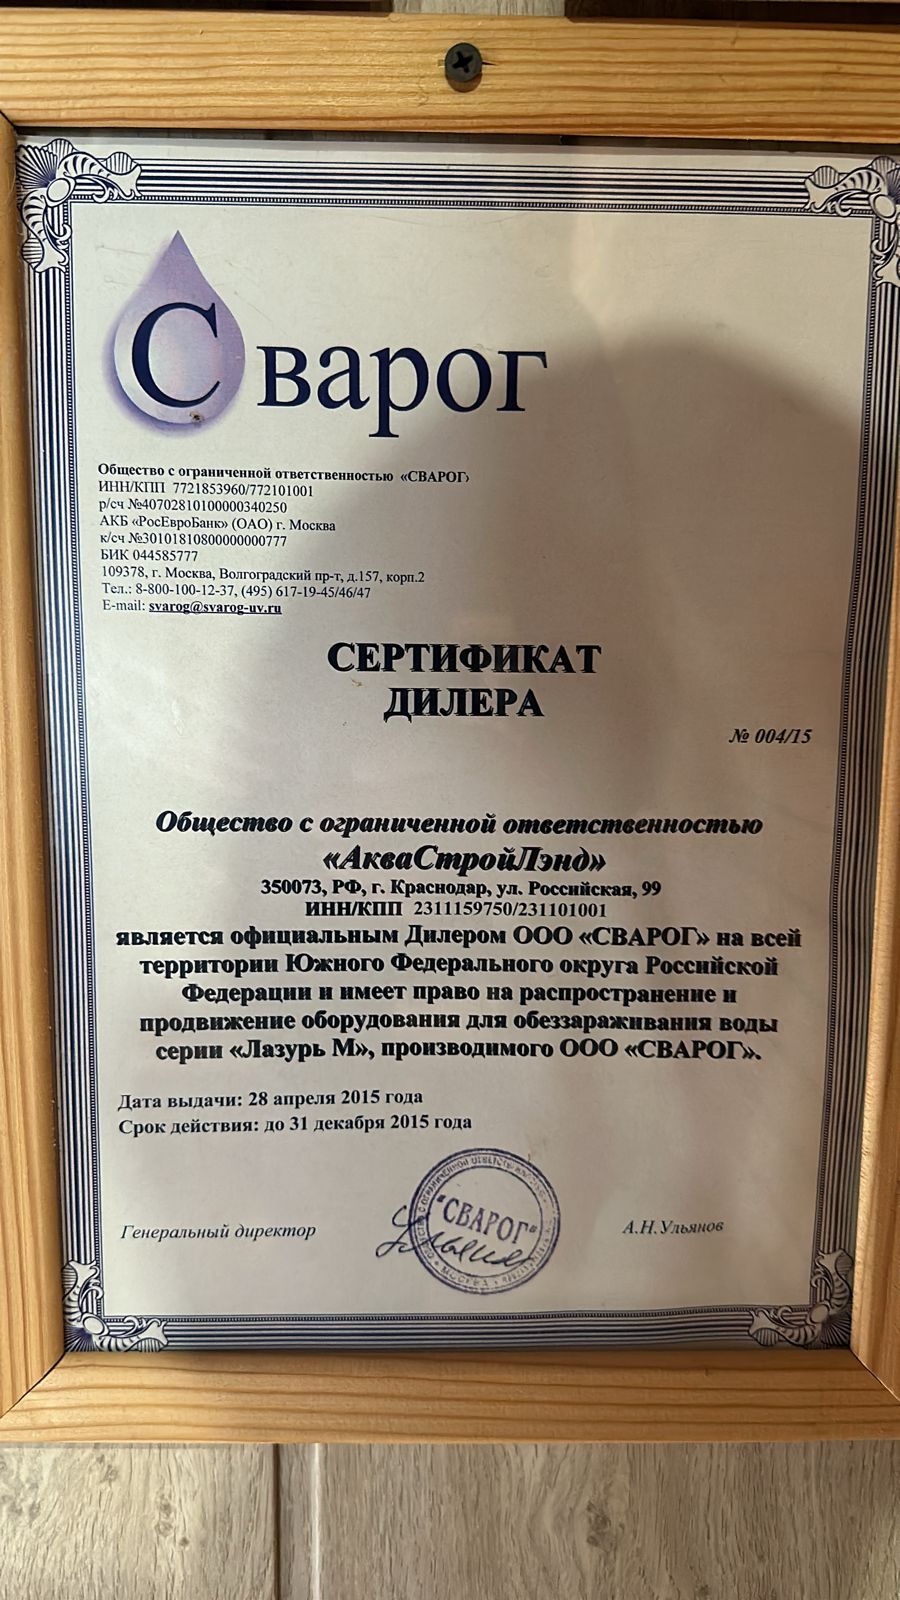 Сварог
Общество с ограниченной ответственностью «СВАРОГ»
ИНН/КПП 7721853960/772101001
р/сч №40702810100000340250
АКБ «РосЕвроБанк» (ОАО) г. Москва
к/сч №30101810800000000777
БИК 044585777
109378, г. Москва, Волгоградский пр-т, д.157, корп.2
Тел.: 8-800-100-12-37, (495) 617-19-45/46/47
E-mail: svarog@svarog-uv.ru
СЕРТИФИКАТ
ДИЛЕРА
№ 004/15
Общество с ограниченной ответственностью
«АкваСтройЛэнд»
350073, РФ, г. Краснодар, ул. Российская, 99
ИНН/КПП 2311159750/231101001
является официальным Дилером ООО «СВАРОГ» на всей
территории Южного Федерального округа Российской
Федерации и имеет право на распространение и
продвижение оборудования для обеззараживания воды
серии «Лазурь М», производимого ООО «СВАРОГ».
Дата выдачи: 28 апреля 2015 года
Срок действия: до 31 декабря 2015 года
Генеральный директор
"СВАРОГ"
МОСКВА
А.Н.Ульянов